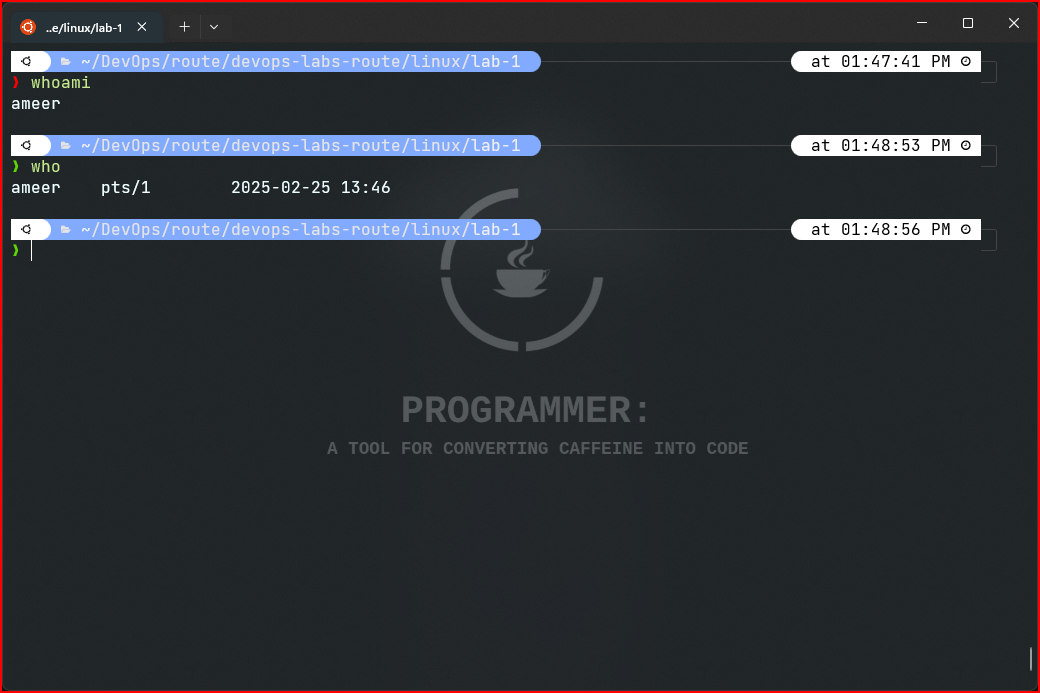 ..e/linux/lab-1
~/DevOps/route/devops-labs-route/linux/lab-1 at 01:47:41 PM
❯ whoami
ameer
~/DevOps/route/devops-labs-route/linux/lab-1 at 01:48:53 PM
❯ who
ameer pts/1 2025-02-25 13:46
~/DevOps/route/devops-labs-route/linux/lab-1 at 01:48:56 PM
❯
PROGRAMMER:
A TOOL FOR CONVERTING CAFFEINE INTO CODE